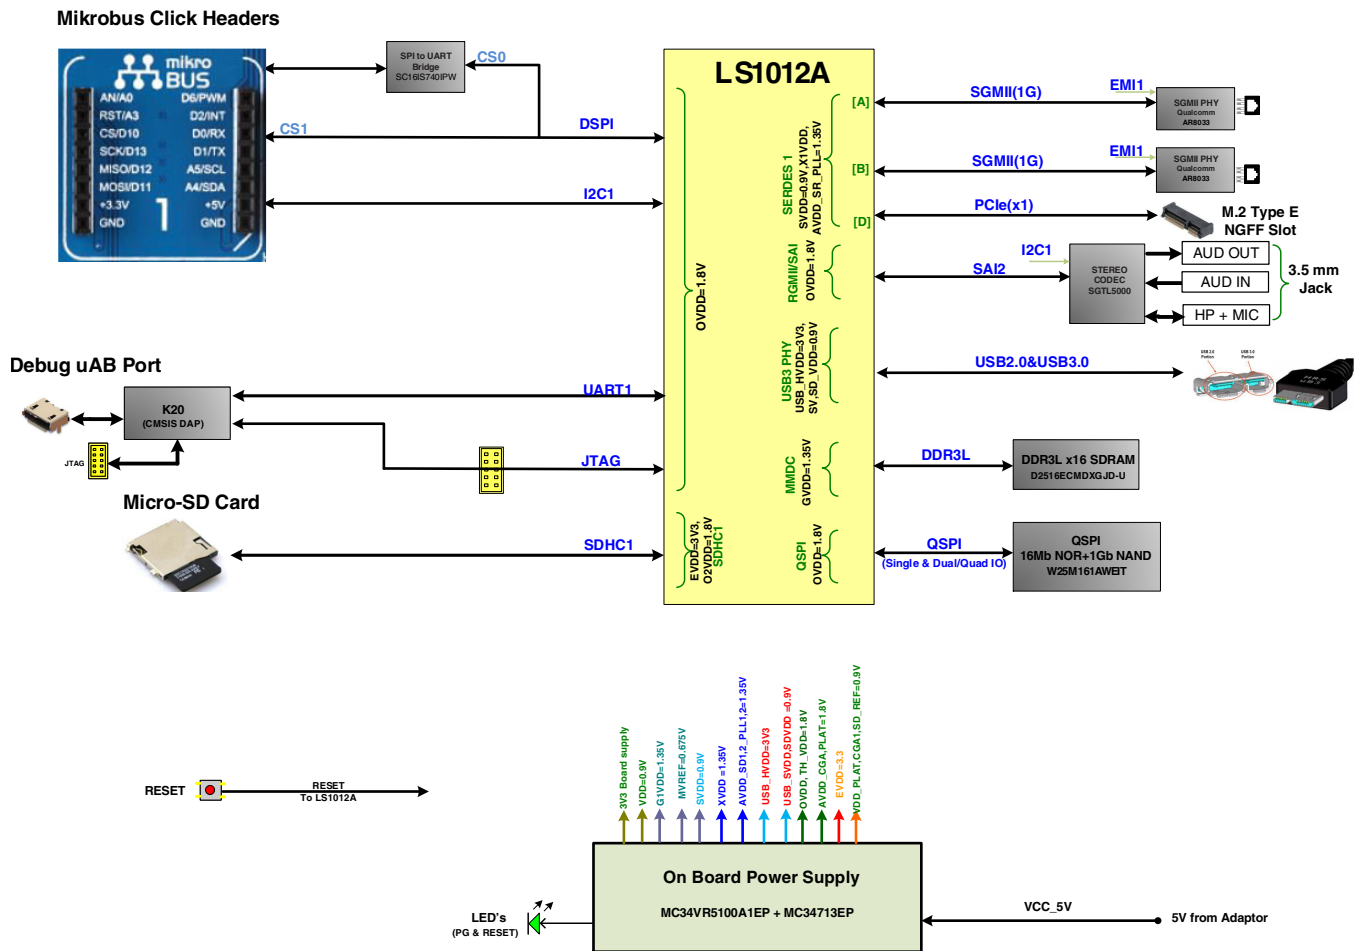 Mikrobus Click Headers
mikro
BUS
AN/A0
D6/PWM
RST/A3
D2/INT
CS/D10
D0/RX
SCK/D13
D1/TX
MISO/D12
A5/SCL
MOSI/D11
A4/SDA
+3.3V
+5V
GND
GND
1
SPI to UART
Bridge
SC16IS740IPW
CS0
CS1
DSPI
I2C1
LS1012A
OVDD=1.8V
[A]
[B]
[D]
SERDES 1
SVDD=0.9V,X1VDD,
AVDD_SR_PLL=1.35V
RGMII/SAI
OVDD=1.8V
USB3 PHY
USB_HVDD=3V3,
SV,SD_VDD=0.9V
MMDC
GVDD=1.35V
QSPI
OVDD=1.8V
EVDD=3V3,
O2VDD=1.8V
SDHC1
SGMII(1G)
EMI1
SGMII PHY
Qualcomm
AR8033
SGMII(1G)
EMI1
SGMII PHY
Qualcomm
AR8033
PCIe(x1)
M.2 Type E
NGFF Slot
I2C1
SAI2
STEREO
CODEC
SGTL5000
AUD OUT
AUD IN
HP + MIC
3.5 mm
Jack
USB2.0&USB3.0
USB 2.0
Portion
USB 3.0
Portion
DDR3L
DDR3L x16 SDRAM
D2516ECMDXGJD-U
QSPI
(Single & Dual/Quad IO)
QSPI
16Mb NOR+1Gb NAND
W25M161AWEIT
Debug uAB Port
K20
(CMSIS DAP)
JTAG
UART1
JTAG
Micro-SD Card
SDHC1
RESET
RESET
To LS1012A
3V3 Board supply
VDD=0.9V
G1VDD=1.35V
MVREF=0.675V
SVDD=0.9V
XVDD =1.35V
AVDD_SD1,2_PLL1,2=1.35V
USB_HVDD=3V3
USB_SVDD,SDVDD =0.9V
OVDD, TH_VDD=1.8V
AVDD_CGA,PLAT=1.8V
EVDD=3.3
VDD_PLAT,CGA1,SD_REF=0.9V
On Board Power Supply
MC34VR5100A1EP + MC34713EP
LED's
(PG & RESET)
VCC_5V
5V from Adaptor